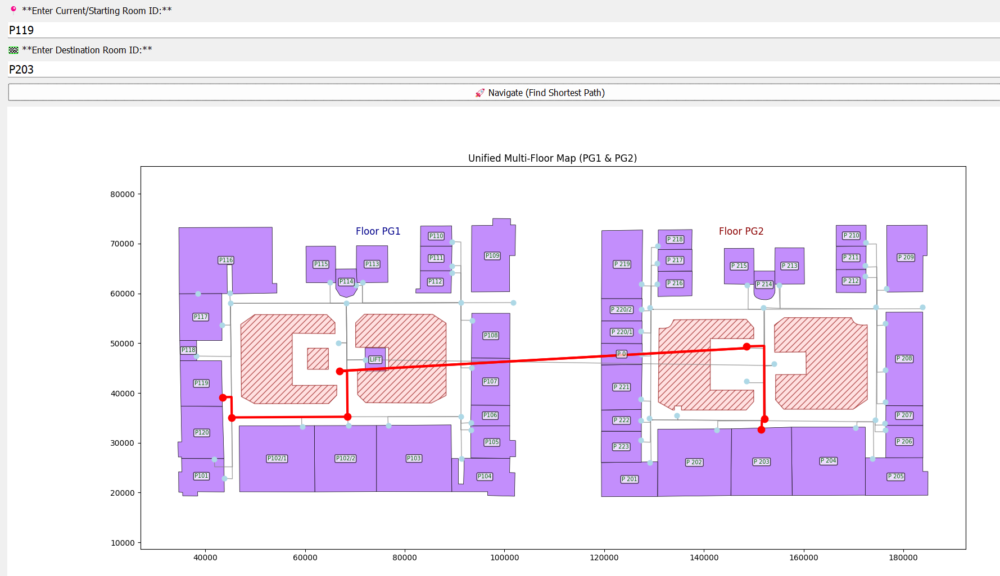 📍 **Enter Current/Starting Room ID:**
P119
🏁 **Enter Destination Room ID:**
P203
🚀 Navigate (Find Shortest Path)
Unified Multi-Floor Map (PG1 & PG2)
80000
70000
60000
50000
40000
30000
20000
10000
40000
60000
80000
100000
120000
140000
160000
180000
Floor PG1
P116
P115
P113
P114
P110
P111
P112
P109
P117
P118
P119
P120
P101
LIFT
P108
P107
P106
P105
P104
P102/1
P102/2
P103
Floor PG2
P 219
P 218
P 217
P 216
P 215
P 213
P 214
P 210
P 211
P 212
P 209
P 220/2
P 220/1
P 0
P 221
P 222
P 223
P 201
P 202
P 203
P 204
P 205
P 206
P 207
P 208